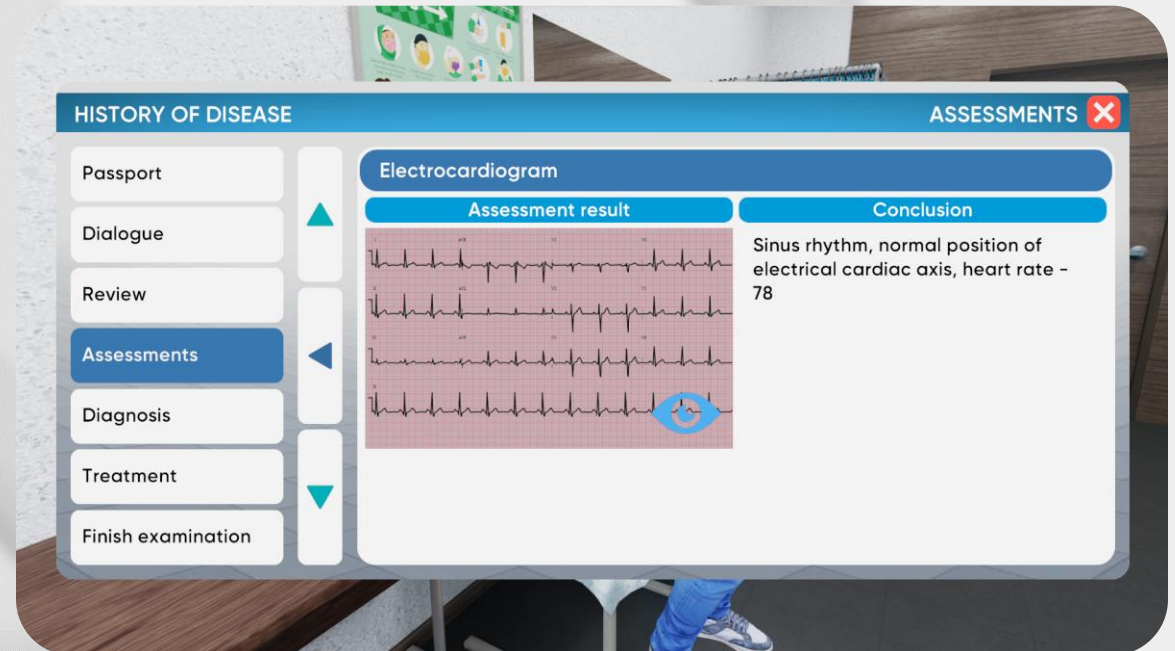 HISTORY OF DISEASE
ASSESSMENTS
Passport
Dialogue
Review
Assessments
Diagnosis
Treatment
Finish examination
Electrocardiogram
Assessment result
Conclusion
Sinus rhythm, normal position of
electrical cardiac axis, heart rate -
78